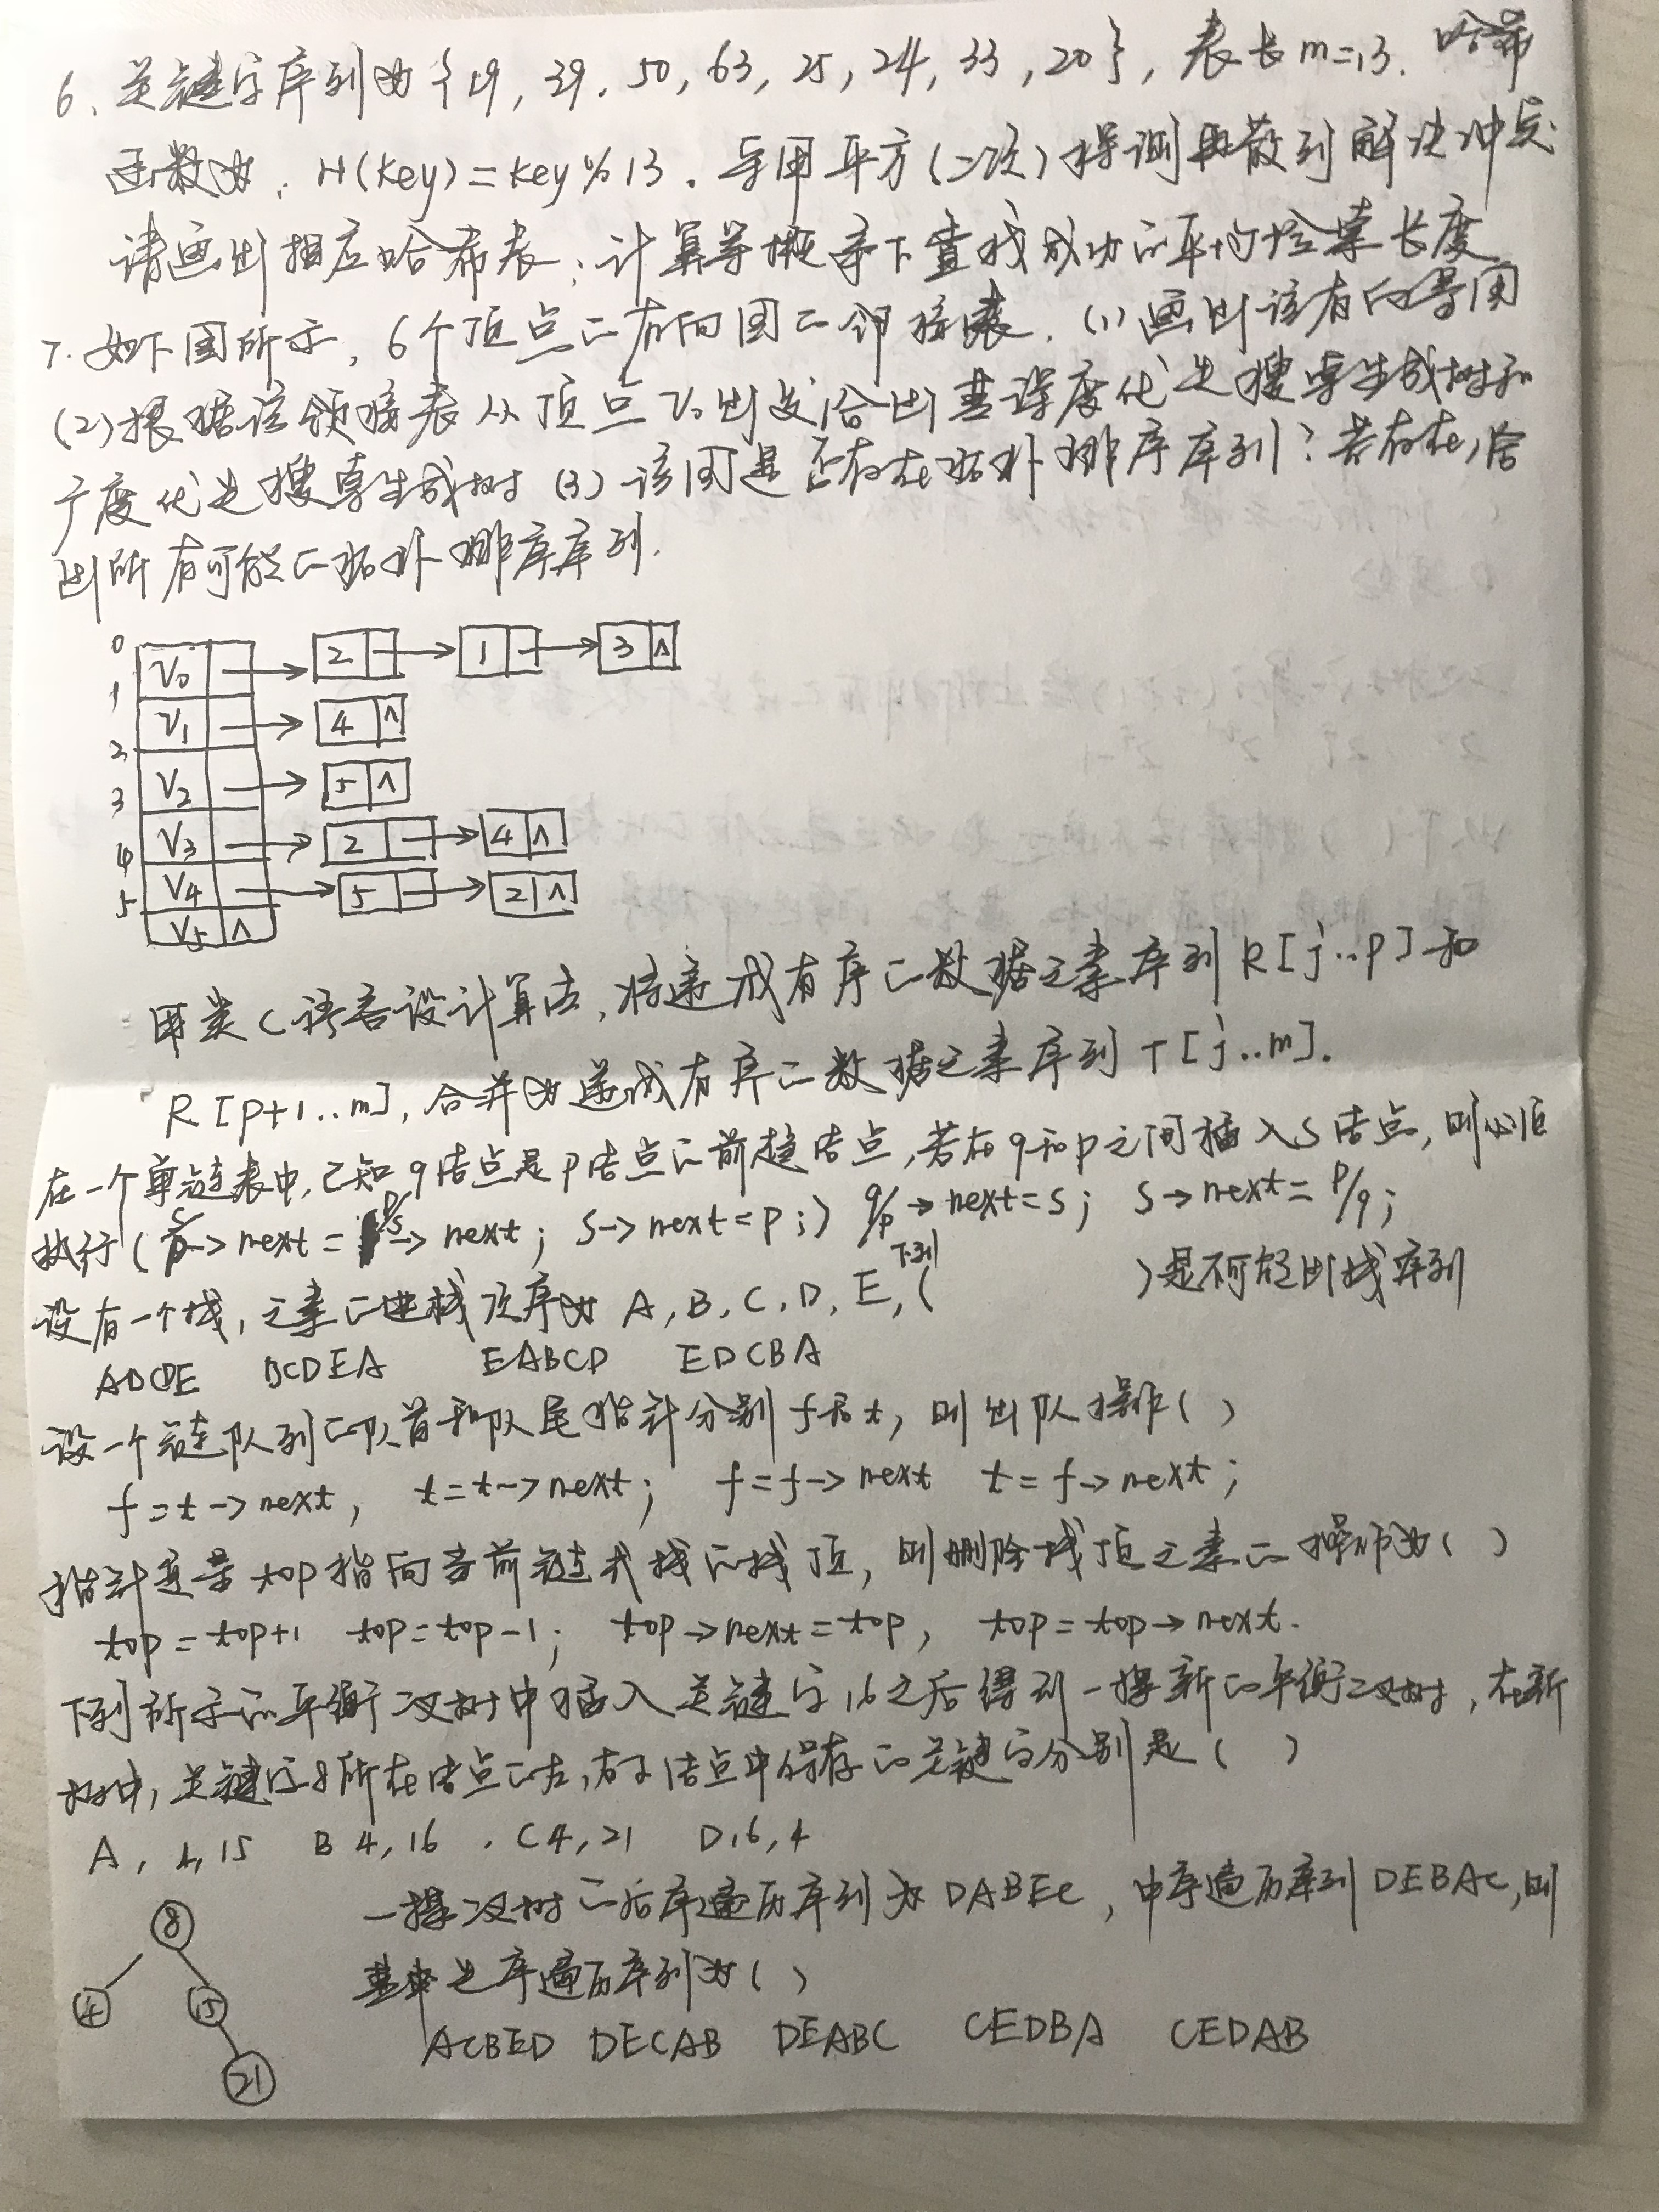 6、关键字序列为{19, 39, 50, 63, 25, 24, 33, 20}, 表长m=13. 哈希
函数为: H(key)=key%13. 采用平方(二次)探测再散列解决冲突
请画出相应哈希表; 计算等概率下查找成功的平均检索长度
7. 如下图所示, 6个顶点的有向图的邻接表. (1)画出该有向图
(2)根据该领接表从顶点V0出发给出其深度优先搜索生成树和
广度优先搜索生成树 (3)该图是否存在拓扑排序序列? 若存在,给
出所有可能的拓扑排序序列.
0 V0 → 2 → 1 → 3 ∧
1 V1 → 4 ∧
2 V2 → 5 ∧
3 V3 → 2 → 4 ∧
4 V4 → 5 → 2 ∧
5 V5 ∧
用类C语言设计算法, 将递减有序的数据元素序列R[j..p]和
R[p+1..m], 合并为递减有序的数据元素序列T[j..m].
在一个单链表中,已知q结点是p结点的前趋结点,若在q和p之间插入s结点, 则必须
执行( s/p→next = p/s→next; s→next=p;) q/p→next=s; s→next=p/q;
设有一个栈, 元素的进栈次序为A, B, C, D, E, 下列( )是不可能出栈序列
ABCDE BCDEA EABCD EDCBA
设一个链队列的队首和队尾指针分别f和t, 则出队操作( )
f=t→next, t=t→next; f=f→next t=f→next;
指针变量top指向当前链式栈的栈顶, 则删除栈顶元素的操作为( )
top=top+1 top=top-1; top→next=top, top=top→next.
下列所示的平衡二叉树中插入关键字16之后得到一棵新的平衡二叉树, 在新
树中, 关键字8所在结点的左,右子结点中保存的关键字分别是( )
A, 4, 15 B 4, 16 . C 4, 21 D 16, 4
一棵二叉树的后序遍历序列为DABEC, 中序遍历序列DEBAC, 则
其先序遍历序列为( )
ACBED DECAB DEABC CEDBA CEDAB
8
4 15
21